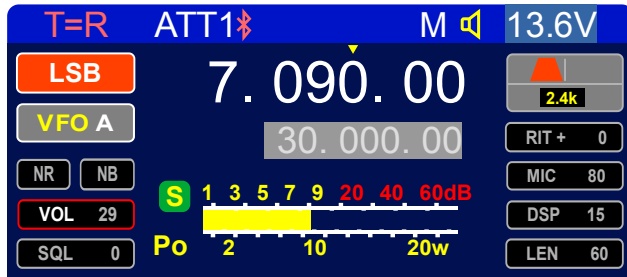 T=R ATT1 M 13.6V
LSB 7. 090. 00
2.4k
VFO A 30. 000. 00
RIT + 0
NR NB MIC 80
S 1 3 5 7 9 20 40 60dB
VOL 29 DSP 15
SQL 0 Po 2 10 20w LEN 60